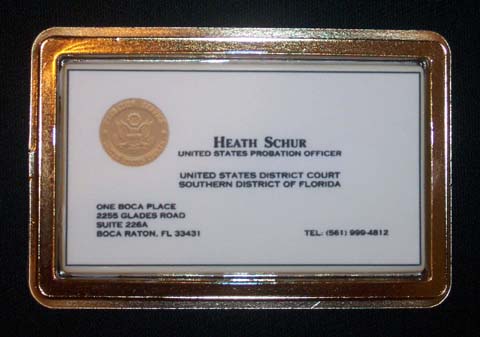 HEATH SCHUR
UNITED STATES PROBATION OFFICER
UNITED STATES DISTRICT COURT
SOUTHERN DISTRICT OF FLORIDA
ONE BOCA PLACE
2255 GLADES ROAD
SUITE 226A
BOCA RATON, FL 33431
TEL: (561) 999-4812